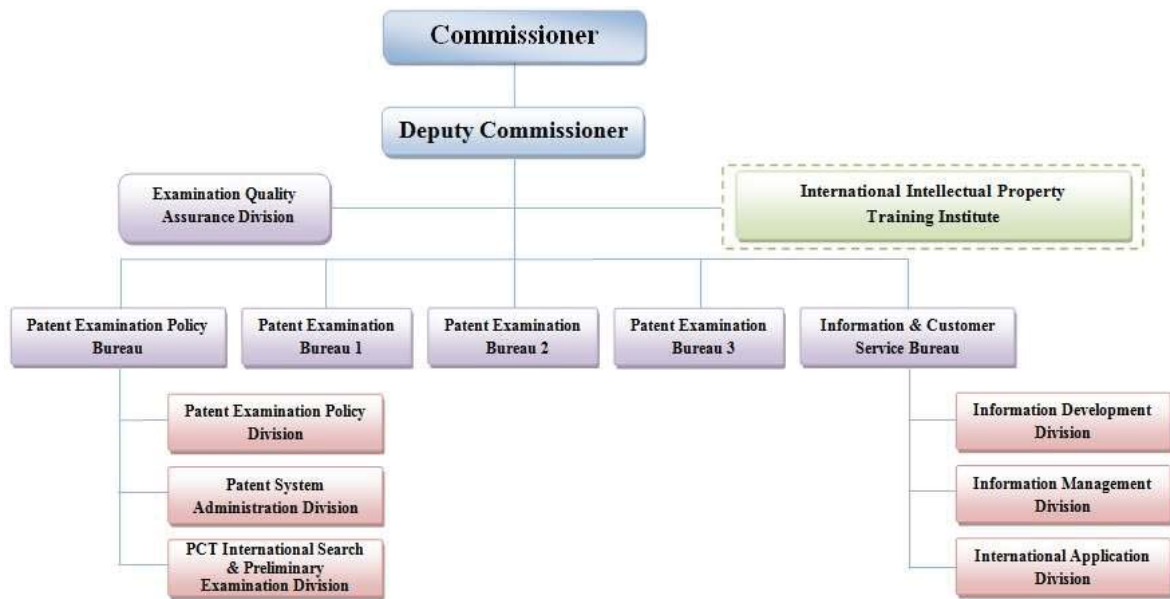 Commissioner
Deputy Commissioner
Examination Quality
Assurance Division
International Intellectual Property
Training Institute
Patent Examination Policy
Bureau
Patent Examination
Bureau 1
Patent Examination
Bureau 2
Patent Examination
Bureau 3
Information & Customer
Service Bureau
Patent Examination Policy
Division
Patent System
Administration Division
PCT International Search
& Preliminary
Examination Division
Information Development
Division
Information Management
Division
International Application
Division